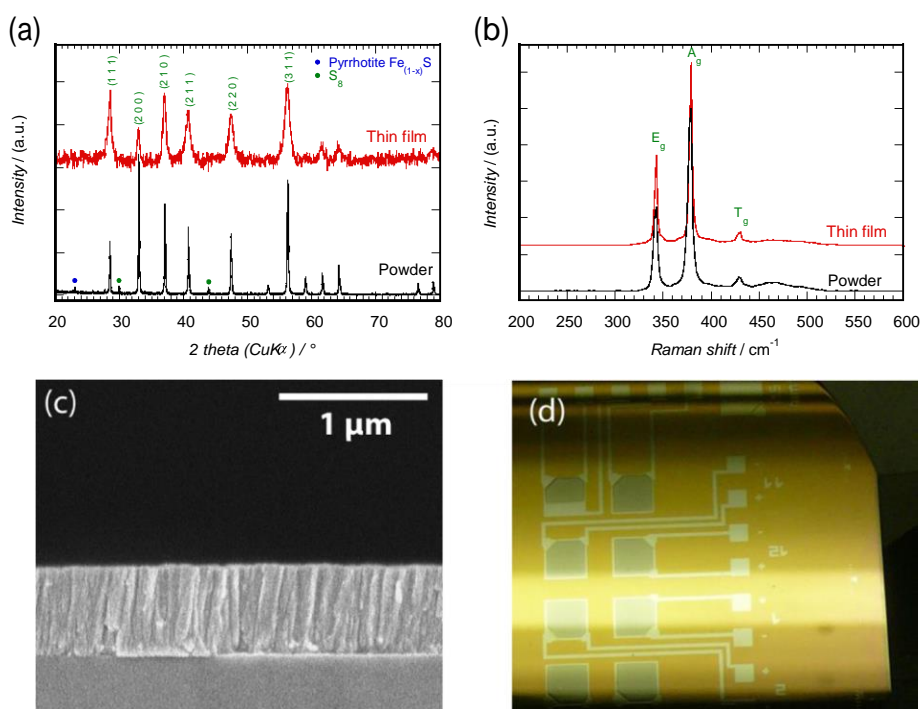 (a)
Pyrrhotite Fe(1-x)S
S8
(1 1 1)
(2 0 0)
(2 1 0)
(2 1 1)
(2 2 0)
(3 1 1)
Thin film
Powder
Intensity / (a.u.)
20 30 40 50 60 70 80
2 theta (CuKα) / °
(b)
Ag
Eg
Tg
Thin film
Powder
Intensity / (a.u.)
200 250 300 350 400 450 500 550 600
Raman shift / cm-1
(c)
1 µm
(d)
11
12